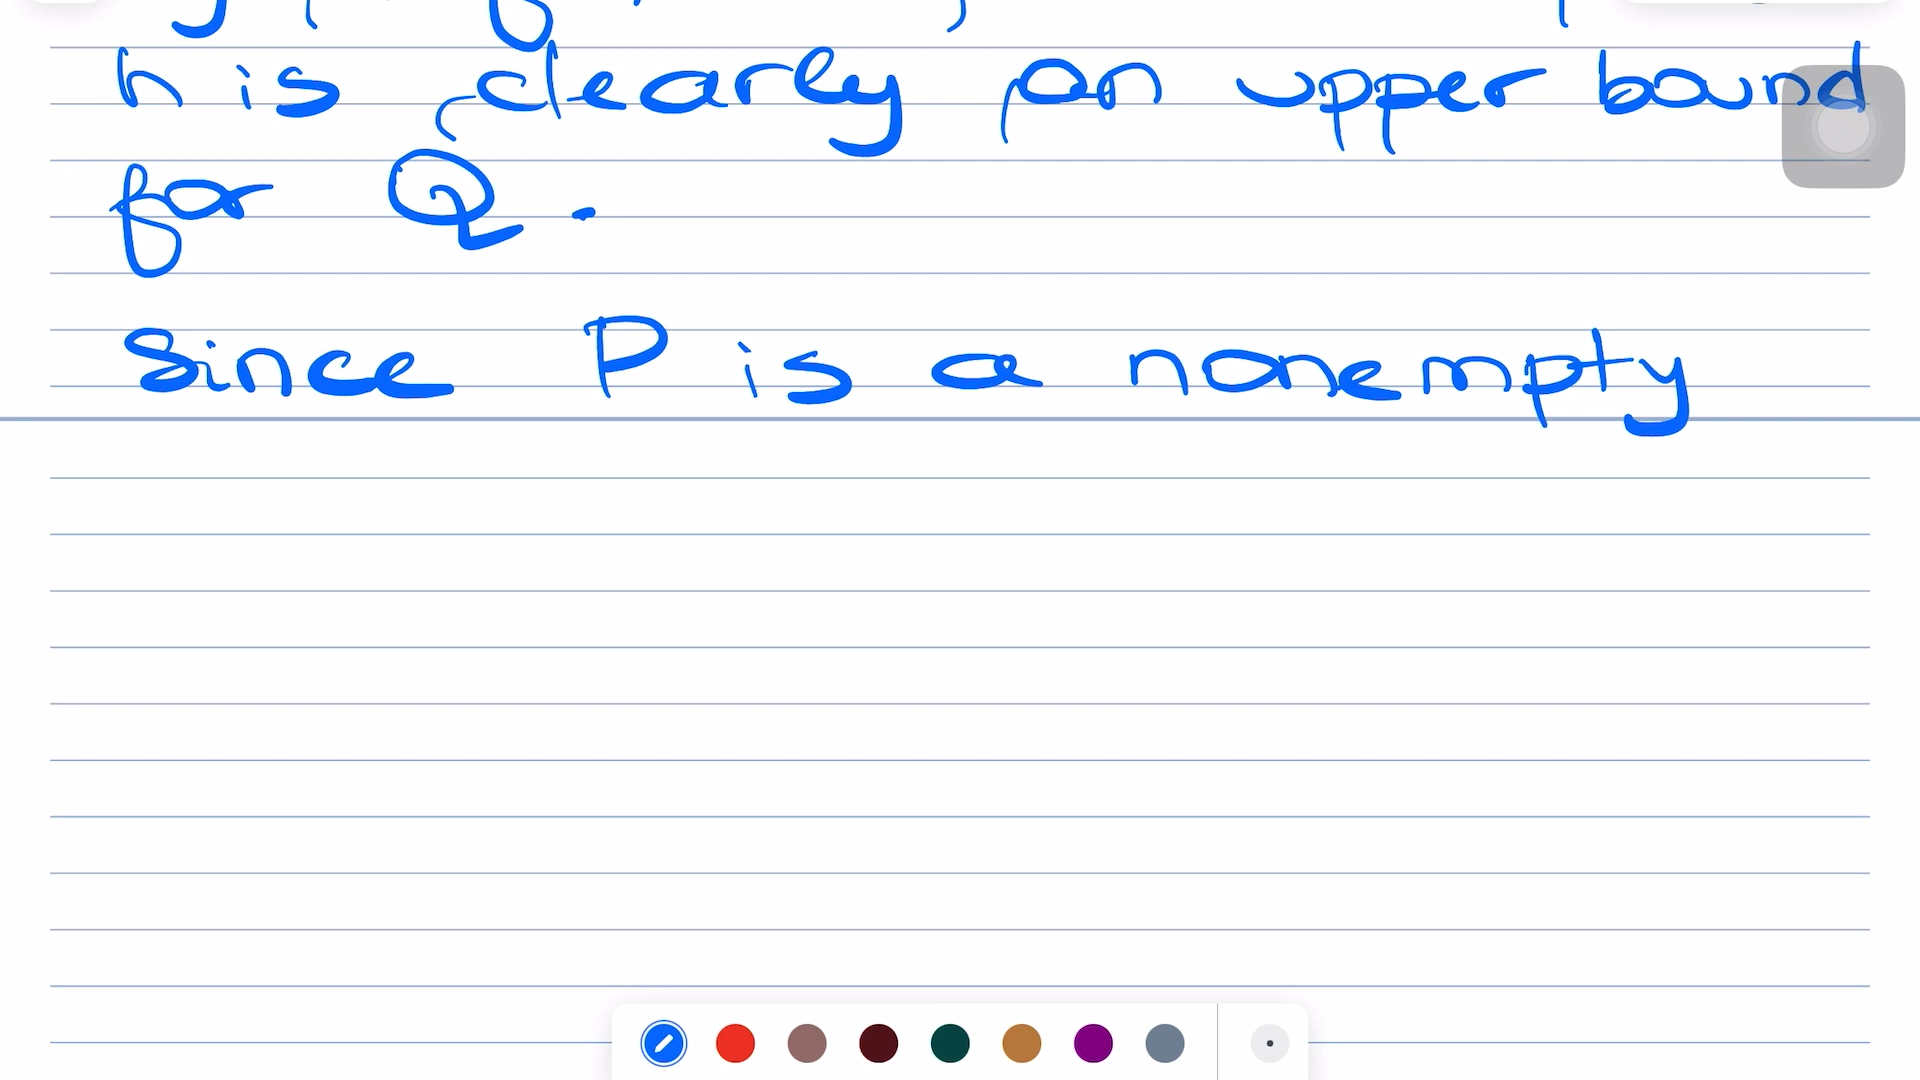 h is clearly an upper bound
for Q.
Since P is a nonempty